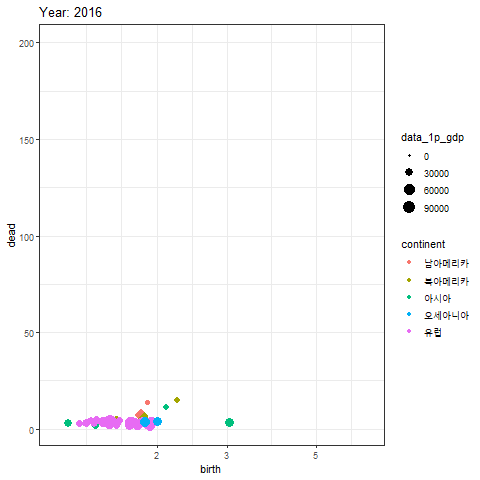 Year: 2016
200
150
100
50
0
dead
2
3
5
birth
data_1p_gdp
0
30000
60000
90000
continent
남아메리카
북아메리카
아시아
오세아니아
유럽